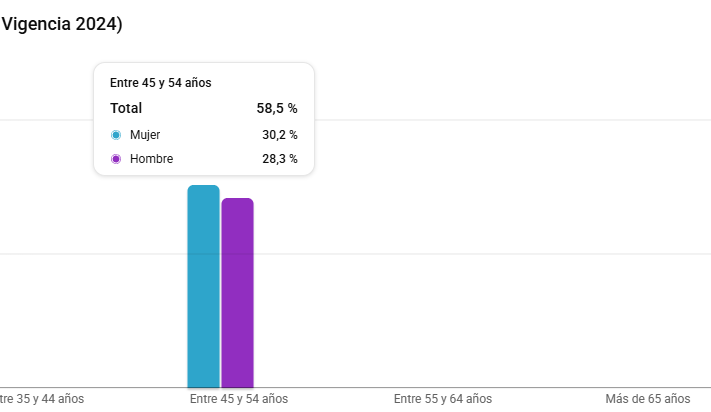 Vigencia 2024)
Entre 45 y 54 años
Total 58,5 %
Mujer 30,2 %
Hombre 28,3 %
tre 35 y 44 años Entre 45 y 54 años Entre 55 y 64 años Más de 65 años